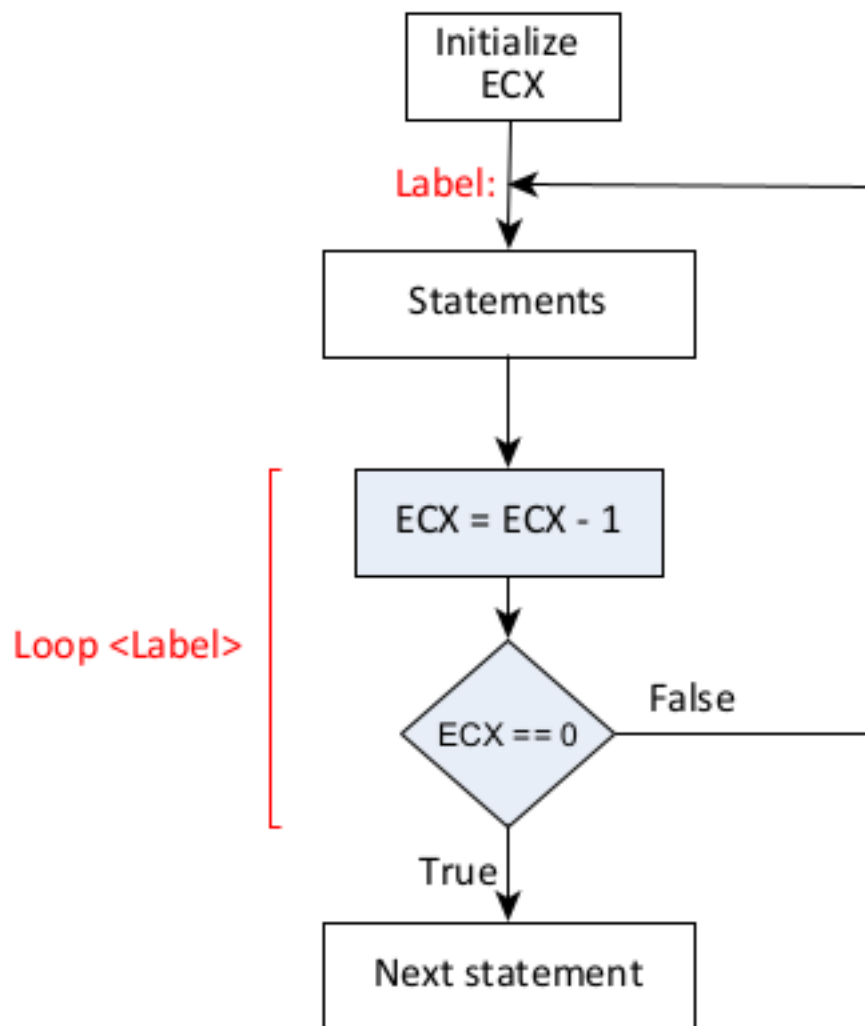 Initialize
ECX
Label:
Statements
ECX = ECX - 1
Loop <Label>
ECX == 0
False
True
Next statement